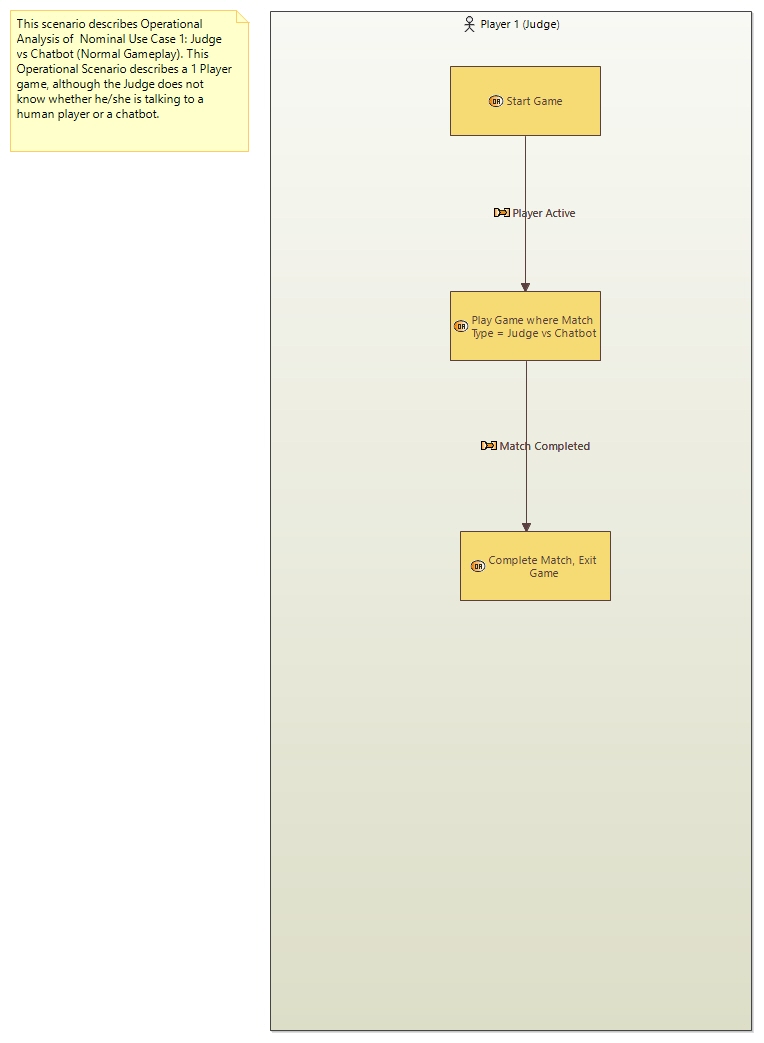 This scenario describes Operational
Analysis of  Nominal Use Case 1: Judge
vs Chatbot (Normal Gameplay). This
Operational Scenario describes a 1 Player
game, although the Judge does not
know whether he/she is talking to a
human player or a chatbot.
Player 1 (Judge)
OA Start Game
Player Active
OA Play Game where Match
Type = Judge vs Chatbot
Match Completed
OA Complete Match, Exit
Game